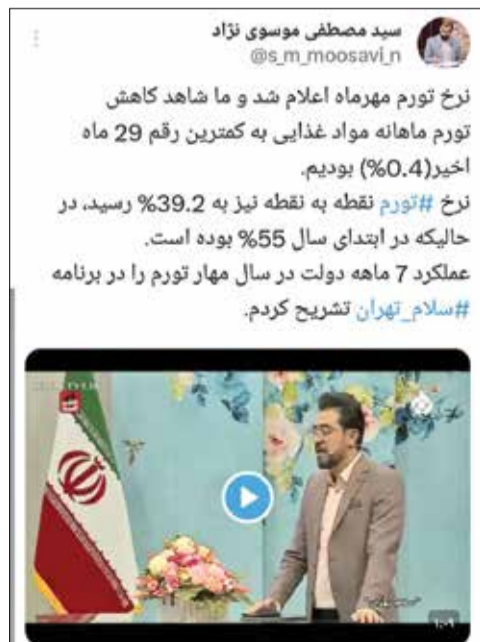 سید مصطفی موسوی نژاد
@s_m_moosavi_n
نرخ تورم مهرماه اعلام شد و ما شاهد کاهش
تورم ماهانه مواد غذایی به کمترین رقم 29 ماه
اخیر(0.4%) بودیم.
نرخ #تورم نقطه به نقطه نیز به 39.2% رسید، در
حالیکه در ابتدای سال 55% بوده است.
عملکرد 7 ماهه دولت در سال مهار تورم را در برنامه
#سلام_تهران تشریح کردم.